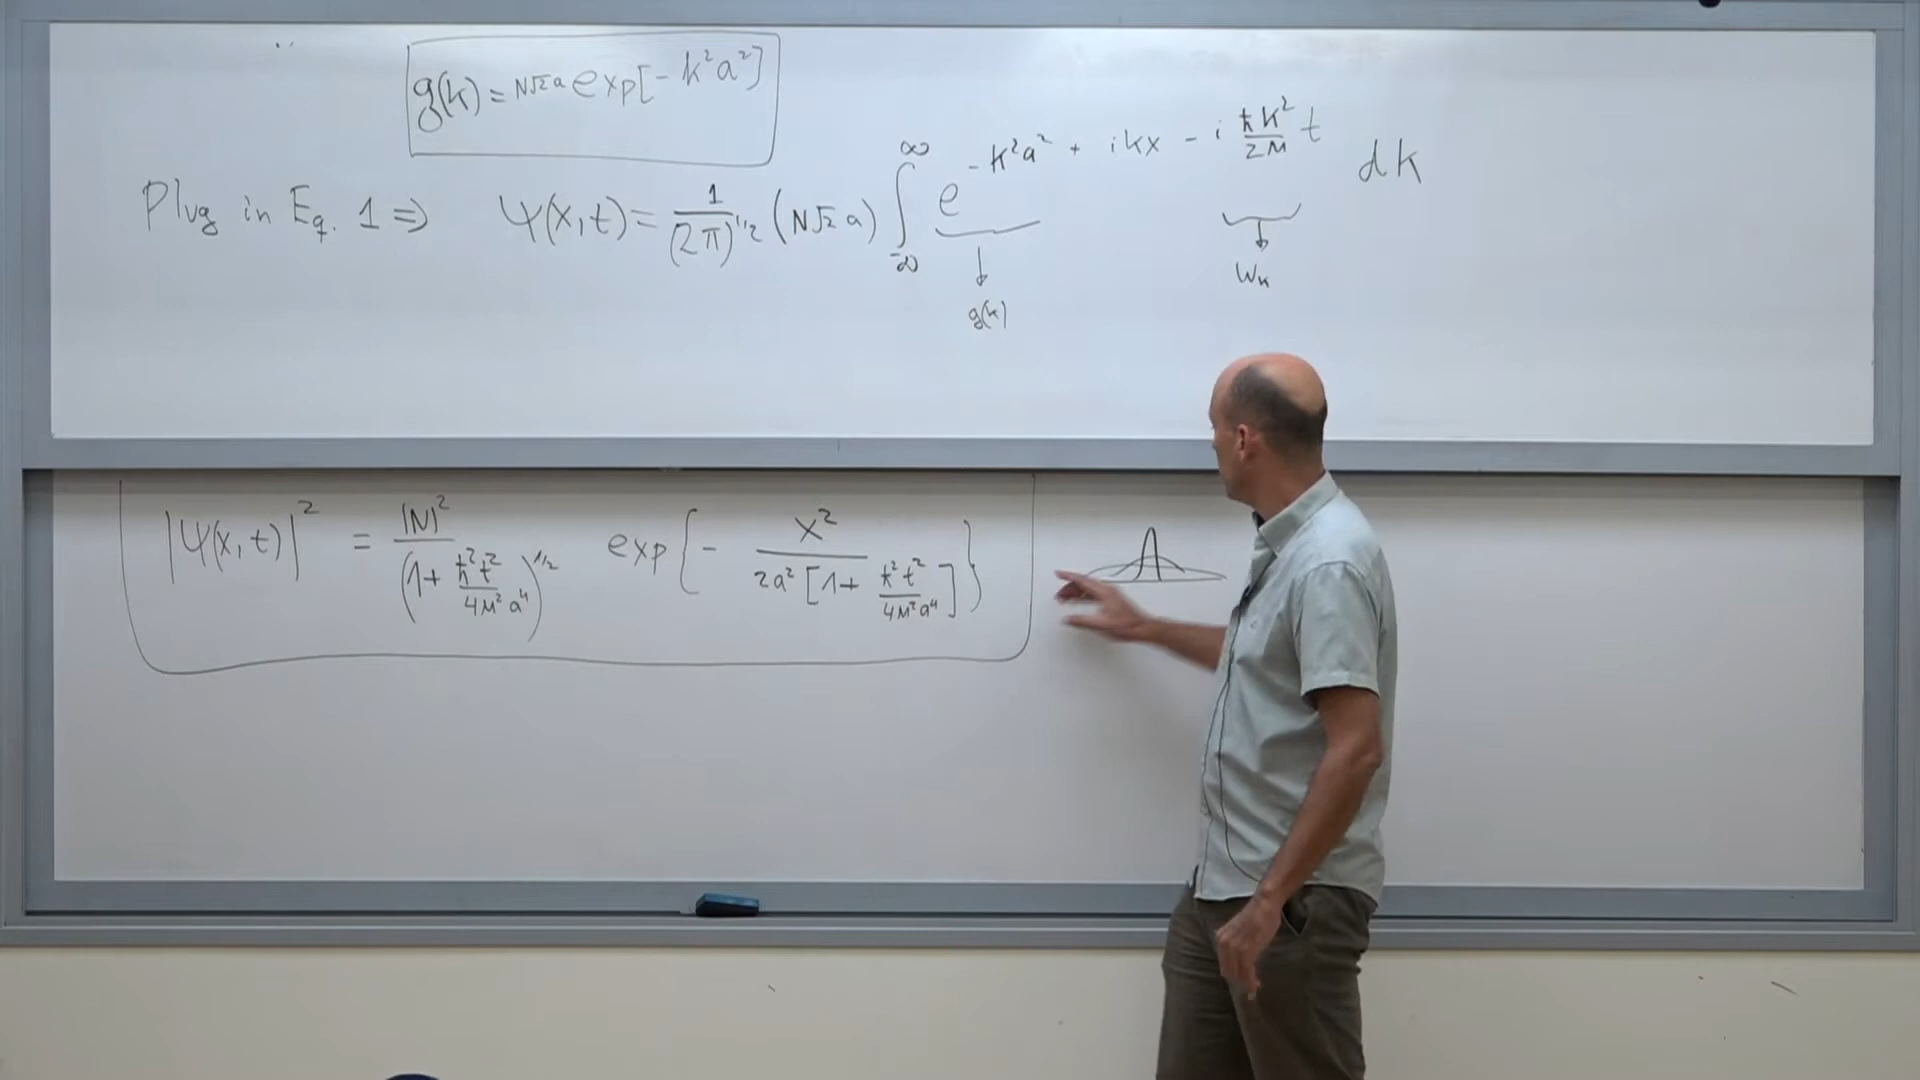 g(k) = N√2 a exp[- k²a²]
Plug in Eq. 1 ⇒ ψ(x,t) = 1/(2π)^1/2 (N√2 a) ∫_-∞^∞ e^(-k²a² + ikx - i ħk²/2M t) dk
g(k)
Wk
|ψ(x,t)|² = |N|²/(1+ ħ²t²/4M²a⁴)^1/2 exp{- x²/2a²[1+ ħ²t²/4M²a⁴]}